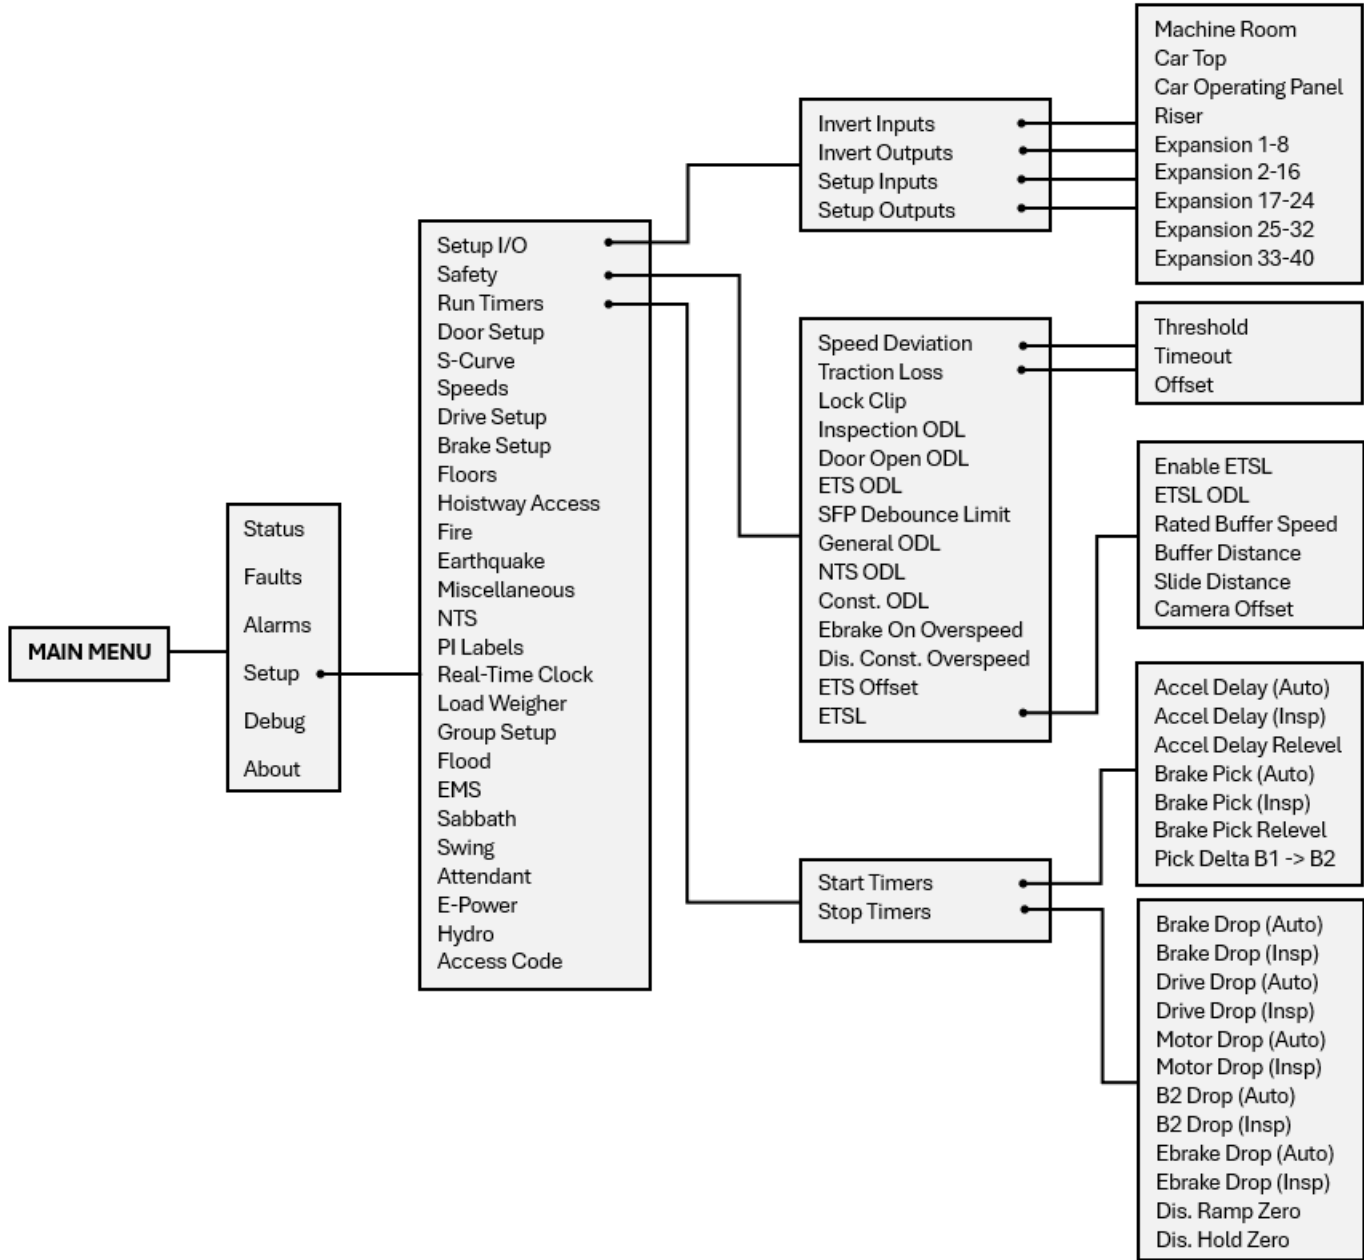 MAIN MENU
Status
Faults
Alarms
Setup
Debug
About
Setup I/O
Safety
Run Timers
Door Setup
S-Curve
Speeds
Drive Setup
Brake Setup
Floors
Hoistway Access
Fire
Earthquake
Miscellaneous
NTS
PI Labels
Real-Time Clock
Load Weigher
Group Setup
Flood
EMS
Sabbath
Swing
Attendant
E-Power
Hydro
Access Code
Invert Inputs
Invert Outputs
Setup Inputs
Setup Outputs
Machine Room
Car Top
Car Operating Panel
Riser
Expansion 1-8
Expansion 2-16
Expansion 17-24
Expansion 25-32
Expansion 33-40
Speed Deviation
Traction Loss
Lock Clip
Inspection ODL
Door Open ODL
ETS ODL
SFP Debounce Limit
General ODL
NTS ODL
Const. ODL
Ebrake On Overspeed
Dis. Const. Overspeed
ETS Offset
ETSL
Threshold
Timeout
Offset
Enable ETSL
ETSL ODL
Rated Buffer Speed
Buffer Distance
Slide Distance
Camera Offset
Start Timers
Stop Timers
Accel Delay (Auto)
Accel Delay (Insp)
Accel Delay Relevel
Brake Pick (Auto)
Brake Pick (Insp)
Brake Pick Relevel
Pick Delta B1 -> B2
Brake Drop (Auto)
Brake Drop (Insp)
Drive Drop (Auto)
Drive Drop (Insp)
Motor Drop (Auto)
Motor Drop (Insp)
B2 Drop (Auto)
B2 Drop (Insp)
Ebrake Drop (Auto)
Ebrake Drop (Insp)
Dis. Ramp Zero
Dis. Hold Zero